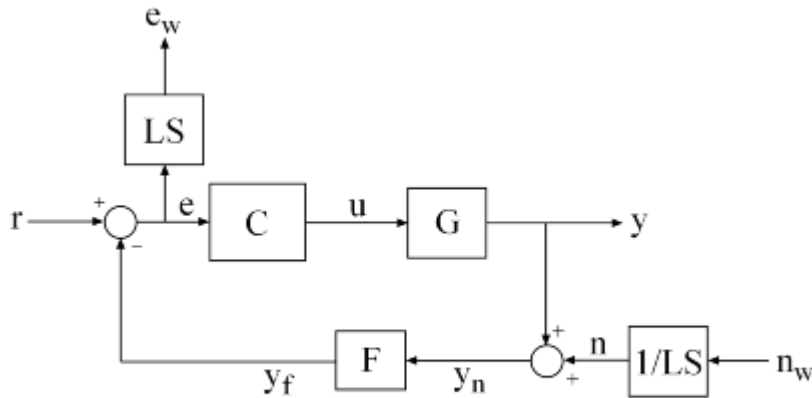 e_w
LS
r
+
−
e
C
u
G
y
+
+
y_f
F
y_n
n
1/LS
n_w